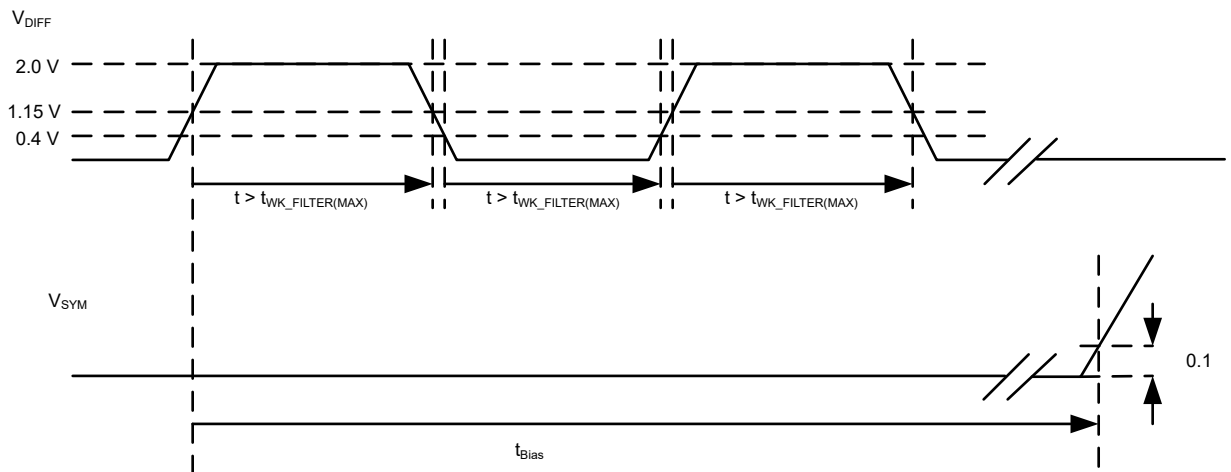 VDIFF
2.0 V
1.15 V
0.4 V
t > tWK_FILTER(MAX)
t > tWK_FILTER(MAX)
t > tWK_FILTER(MAX)
VSYM
0.1
tBias